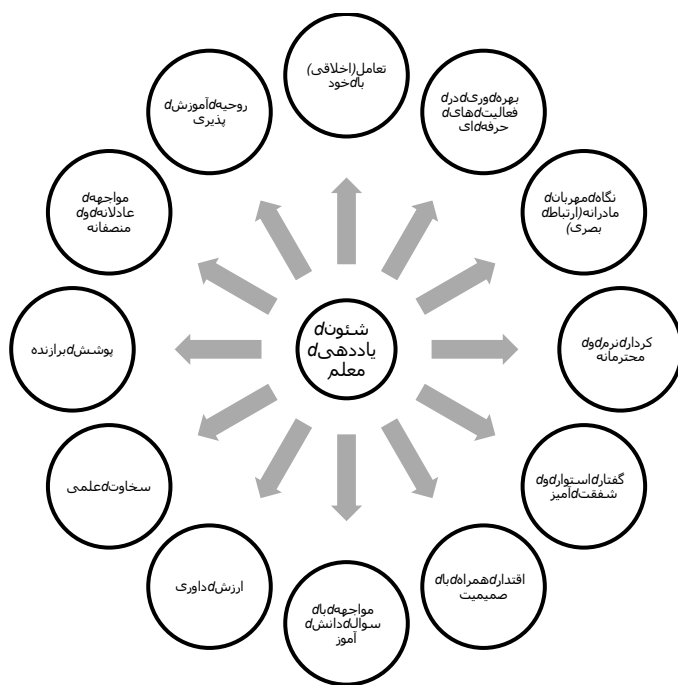 شئونd
یاددهیd
معلم
تعامل(اخلاقی)
باdخود
بهرهdوریdدرd
فعالیتdهایd
حرفهdای
نگاهdمهربانd
مادرانه(ارتباطd
بصری)
کردارdنرمdوd
محترمانه
گفتارdاستوارdوd
شفقتdآمیز
اقتدارdهمراهdباd
صمیمیت
مواجههdباd
سوالdدانشd
آموز
ارزشdداوری
سخاوتdعلمی
پوششdبرازنده
مواجههd
عادلانهdوd
منصفانه
روحیهdآموزشd
پذیری